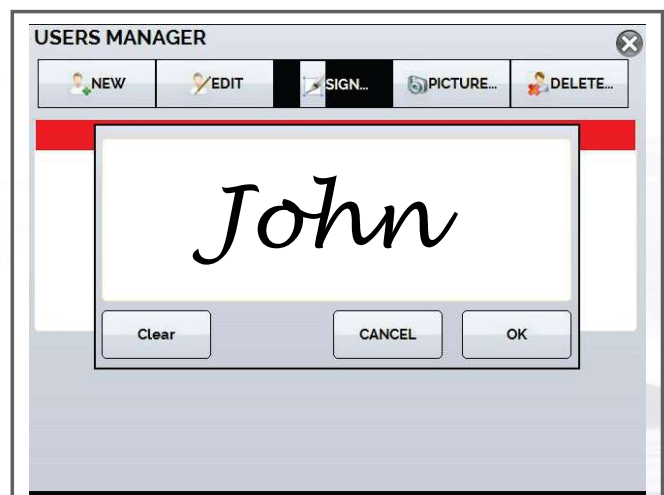 USERS MANAGER
NEW EDIT SIGN... PICTURE... DELETE...
John
Clear CANCEL OK